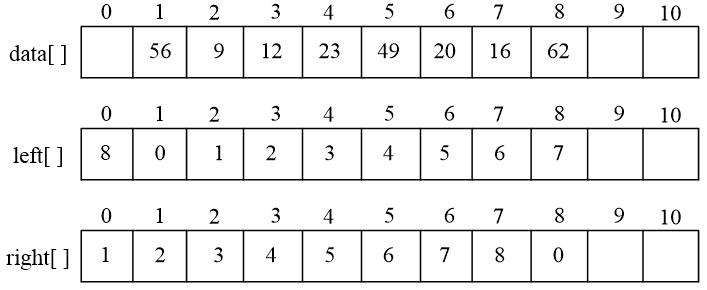 0 1 2 3 4 5 6 7 8 9 10
data[ ] 56 9 12 23 49 20 16 62
0 1 2 3 4 5 6 7 8 9 10
left[ ] 8 0 1 2 3 4 5 6 7
0 1 2 3 4 5 6 7 8 9 10
right[ ] 1 2 3 4 5 6 7 8 0